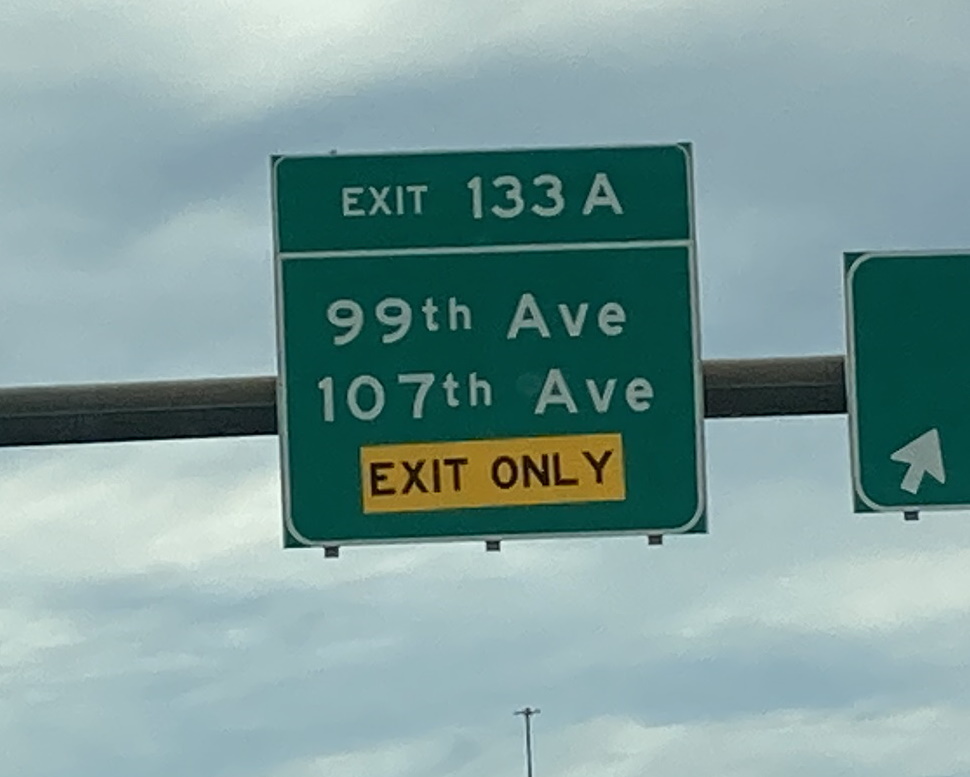 EXIT 133 A
99th Ave
107th Ave
EXIT ONLY